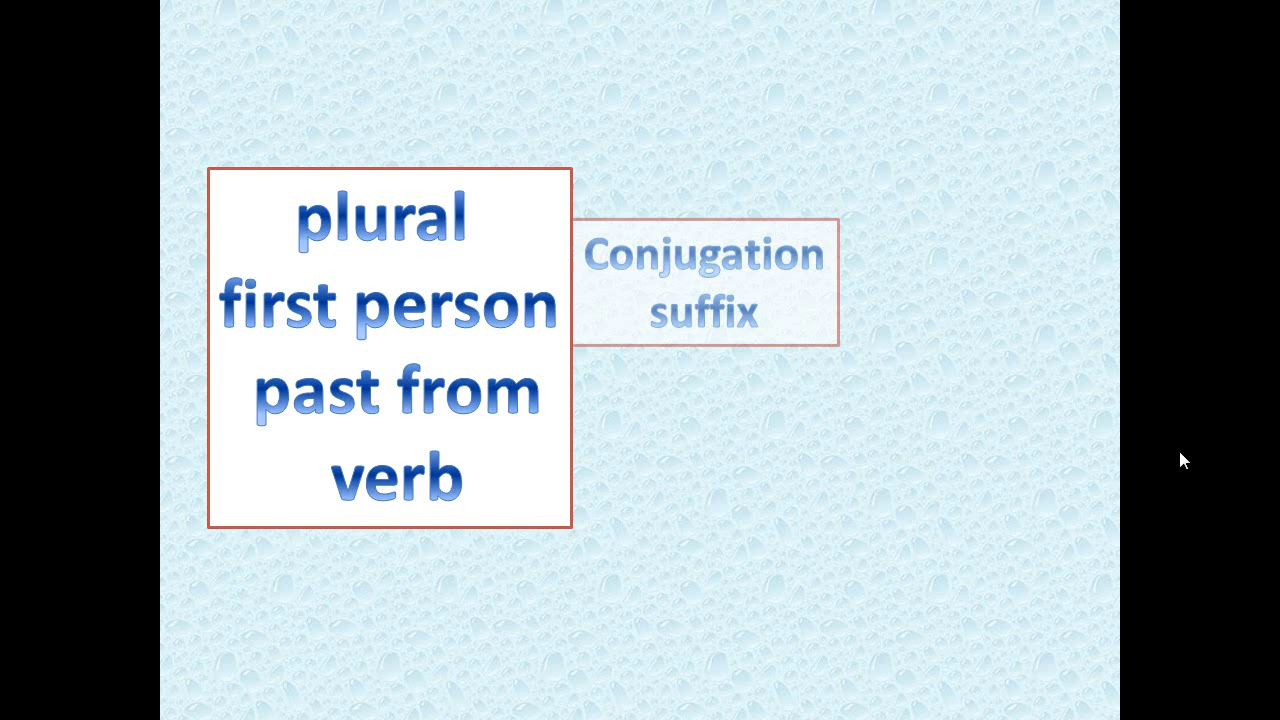 plural
first person
past from
verb
Conjugation
suffix